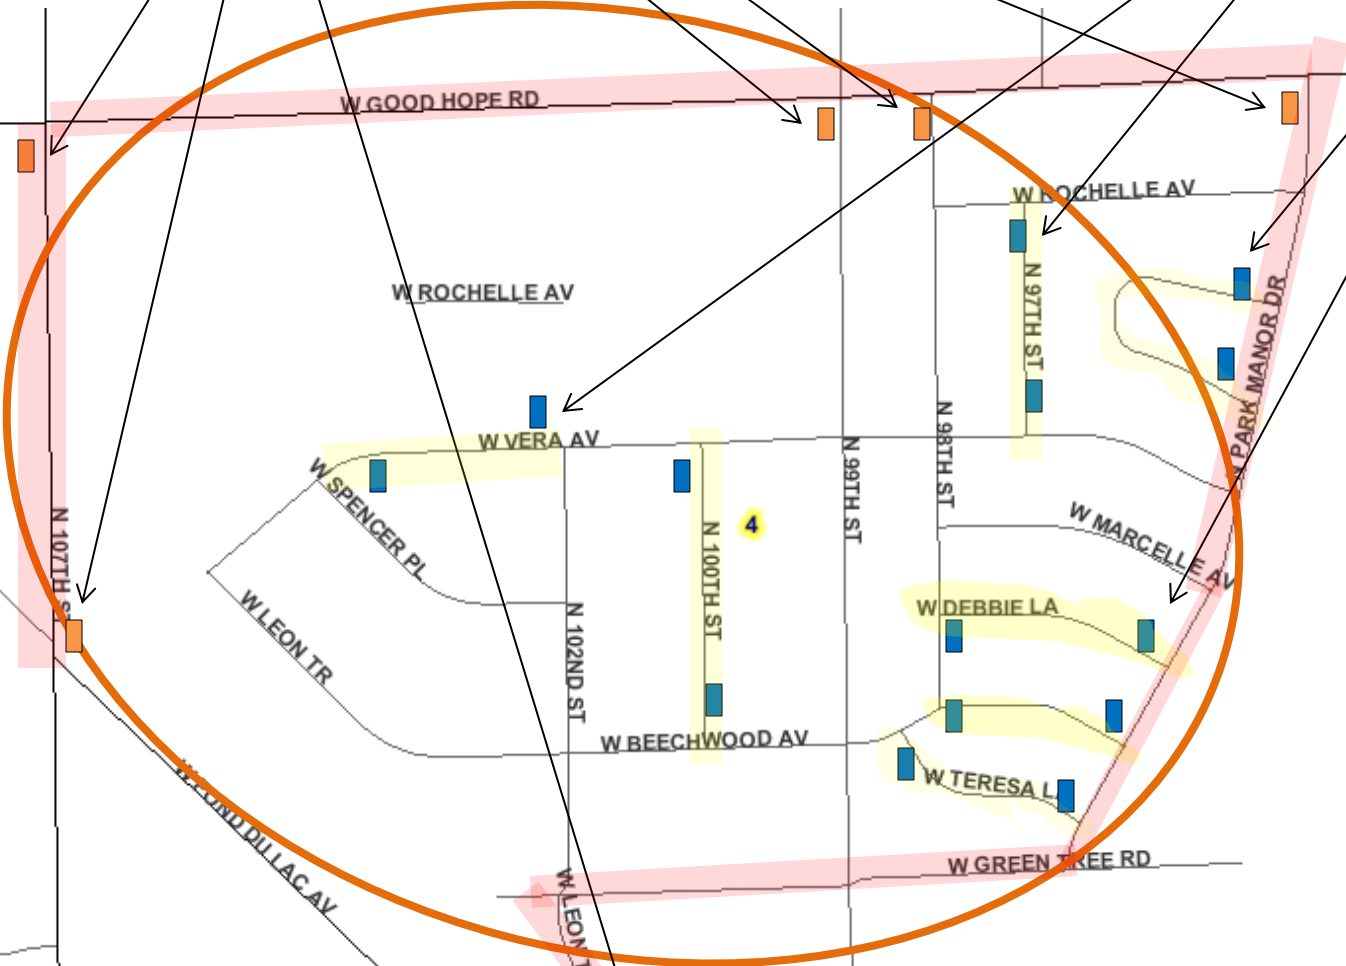 W GOOD HOPE RD
W ROCHELLE AV
N 97TH ST
W ROCHELLE AV
N PARK MANOR DR
W VERA AV
N 98TH ST
N 99TH ST
W SPENCER PL
N 107TH ST
4
N 100TH ST
W MARCELLE AV
W DEBBIE LA
W LEON TR
N 102ND ST
W BEECHWOOD AV
W TERESA LA
W FOND DU LAC AV
W GREEN TREE RD
W LEON T